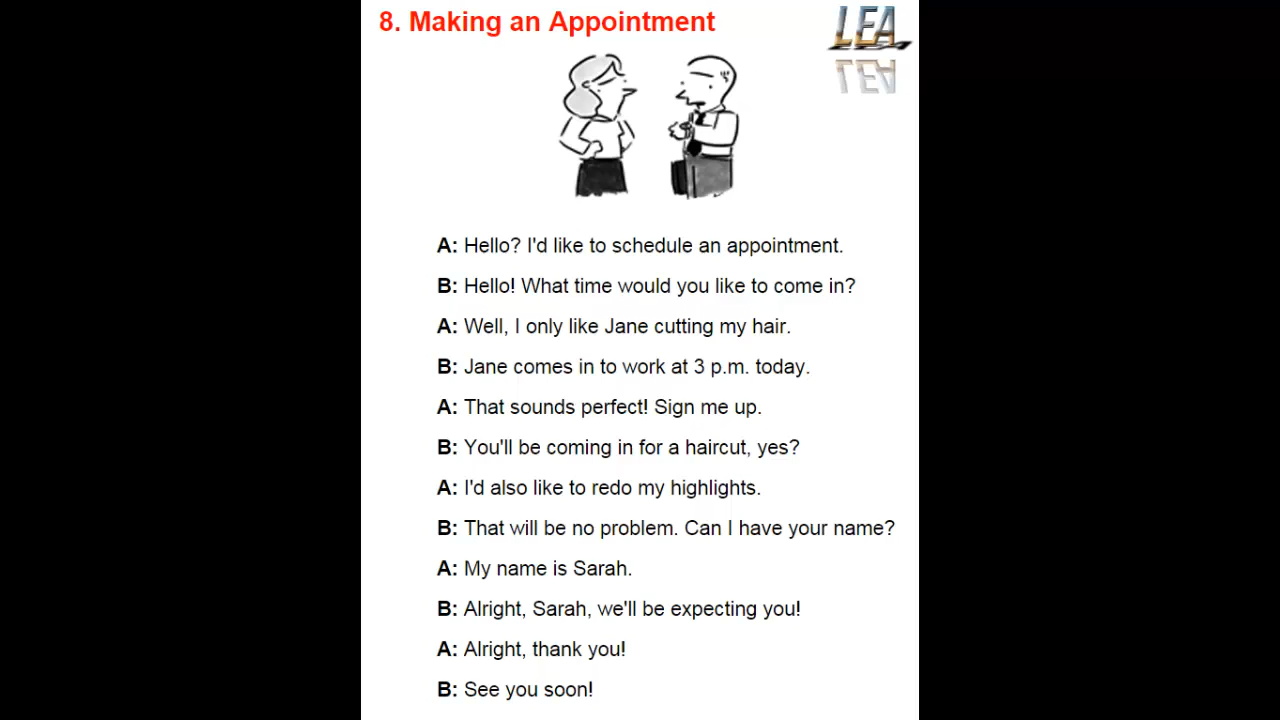 8. Making an Appointment
LEA
A: Hello? I'd like to schedule an appointment.
B: Hello! What time would you like to come in?
A: Well, I only like Jane cutting my hair.
B: Jane comes in to work at 3 p.m. today.
A: That sounds perfect! Sign me up.
B: You'll be coming in for a haircut, yes?
A: I'd also like to redo my highlights.
B: That will be no problem. Can I have your name?
A: My name is Sarah.
B: Alright, Sarah, we'll be expecting you!
A: Alright, thank you!
B: See you soon!